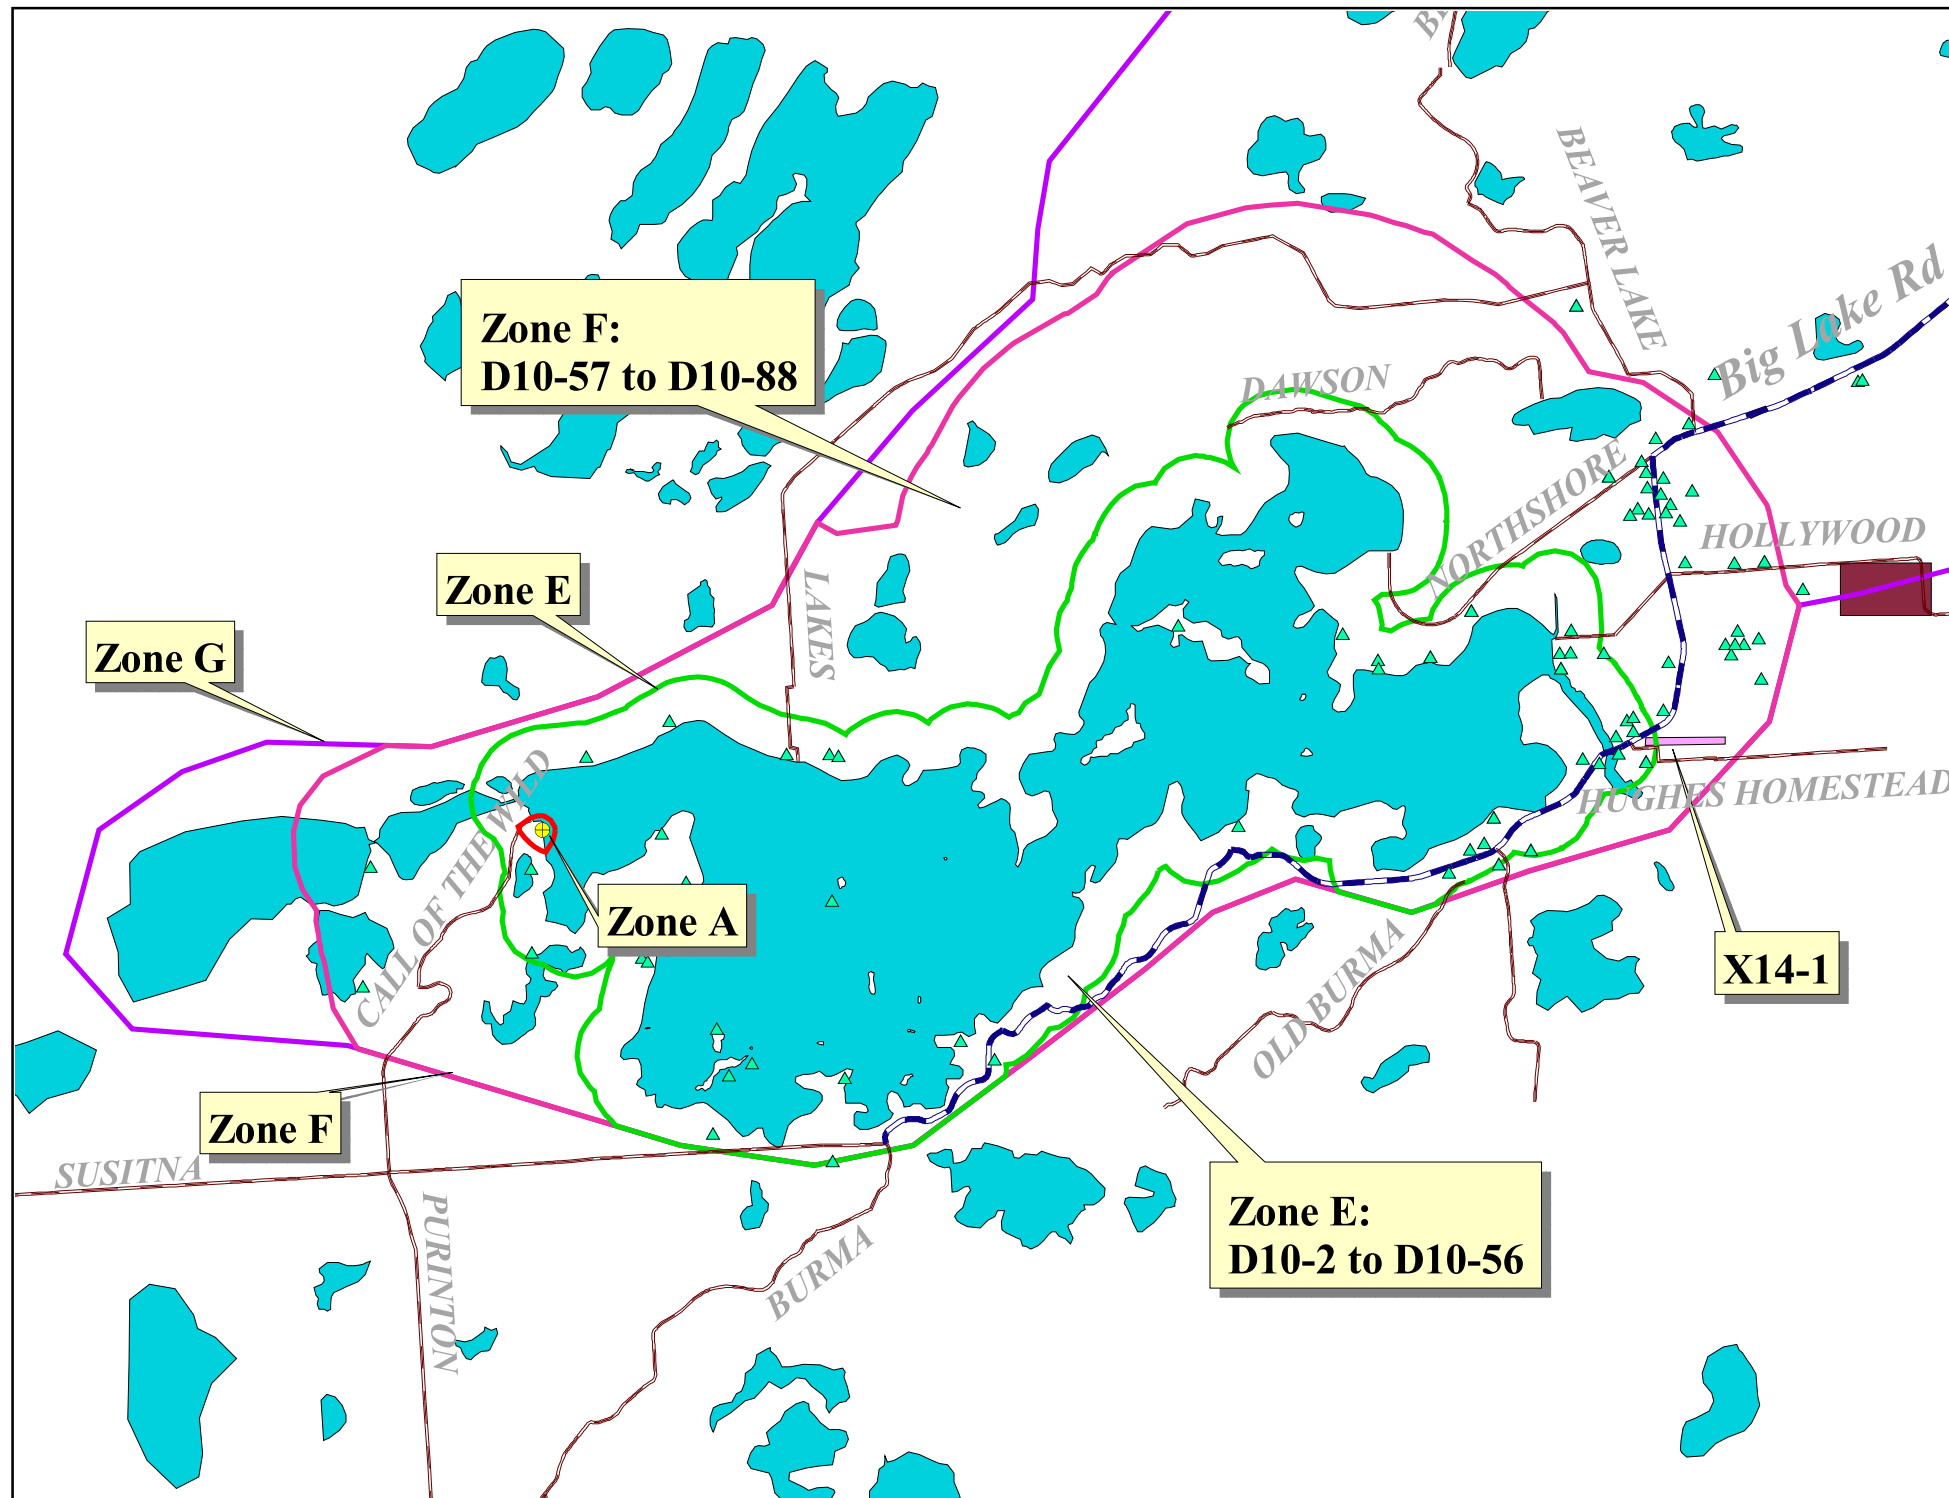 BEAVER LAKE
Big Lake Rd
Zone F:
D10-57 to D10-88
DAWSON
NORTHSHORE
HOLLYWOOD
Zone E
LAKES
Zone G
CALL OF THE WILD
HUGHES HOMESTEAD
Zone A
X14-1
OLD BURMA
Zone F
SUSITNA
PURINTON
BURMA
Zone E:
D10-2 to D10-56